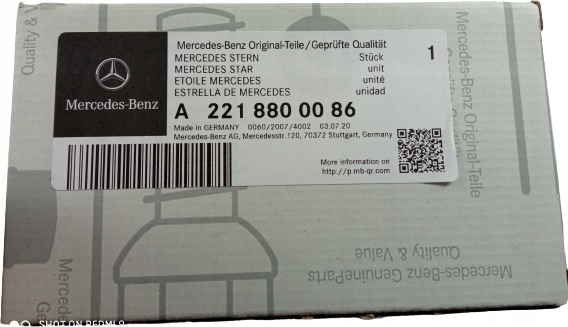 Mercedes-Benz Original-Teile/Geprüfte Qualität
MERCEDES STERN Stück
MERCEDES STAR unit
ETOILE MERCEDES unité
ESTRELLA DE MERCEDES unidad
1
Mercedes-Benz
A 221 880 00 86
Made in GERMANY 0060/2007/4002 03.07.20
Mercedes-Benz AG, Mercedesstr.120, 70372 Stuttgart, Germany
More information on
http://p.mb-qr.com
Quality &
Mercedes-Benz Original-Teile
Quality & Value
Mercedes-Benz GenuineParts
SHOT ON REDMI 9